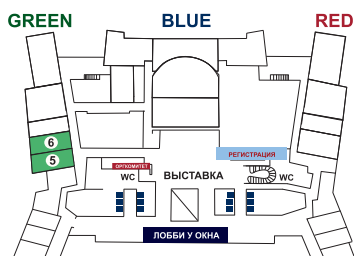 GREEN BLUE RED
6
5
ОРГКОМИТЕТ
РЕГИСТРАЦИЯ
WC ВЫСТАВКА WC
ЛОББИ У ОКНА